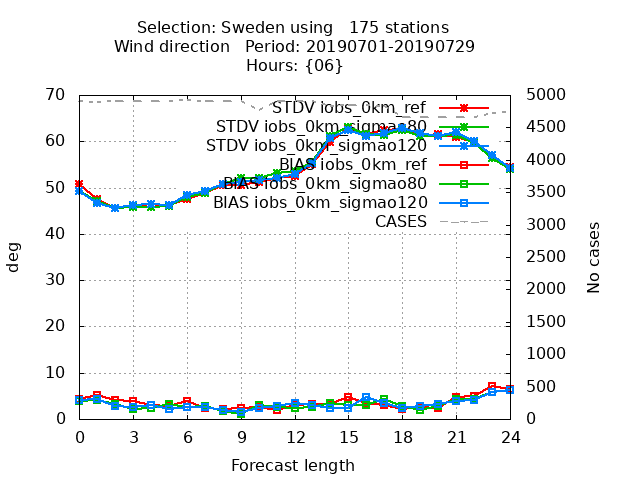 Selection: Sweden using 175 stations
Wind direction Period: 20190701-20190729
Hours: {06}
STDV iobs_0km_ref
STDV iobs_0km_sigmao80
STDV iobs_0km_sigmao120
BIAS iobs_0km_ref
BIAS iobs_0km_sigmao80
BIAS iobs_0km_sigmao120
CASES
deg
70
60
50
40
30
20
10
0
No cases
5000
4500
4000
3500
3000
2500
2000
1500
1000
500
0
0 3 6 9 12 15 18 21 24
Forecast length